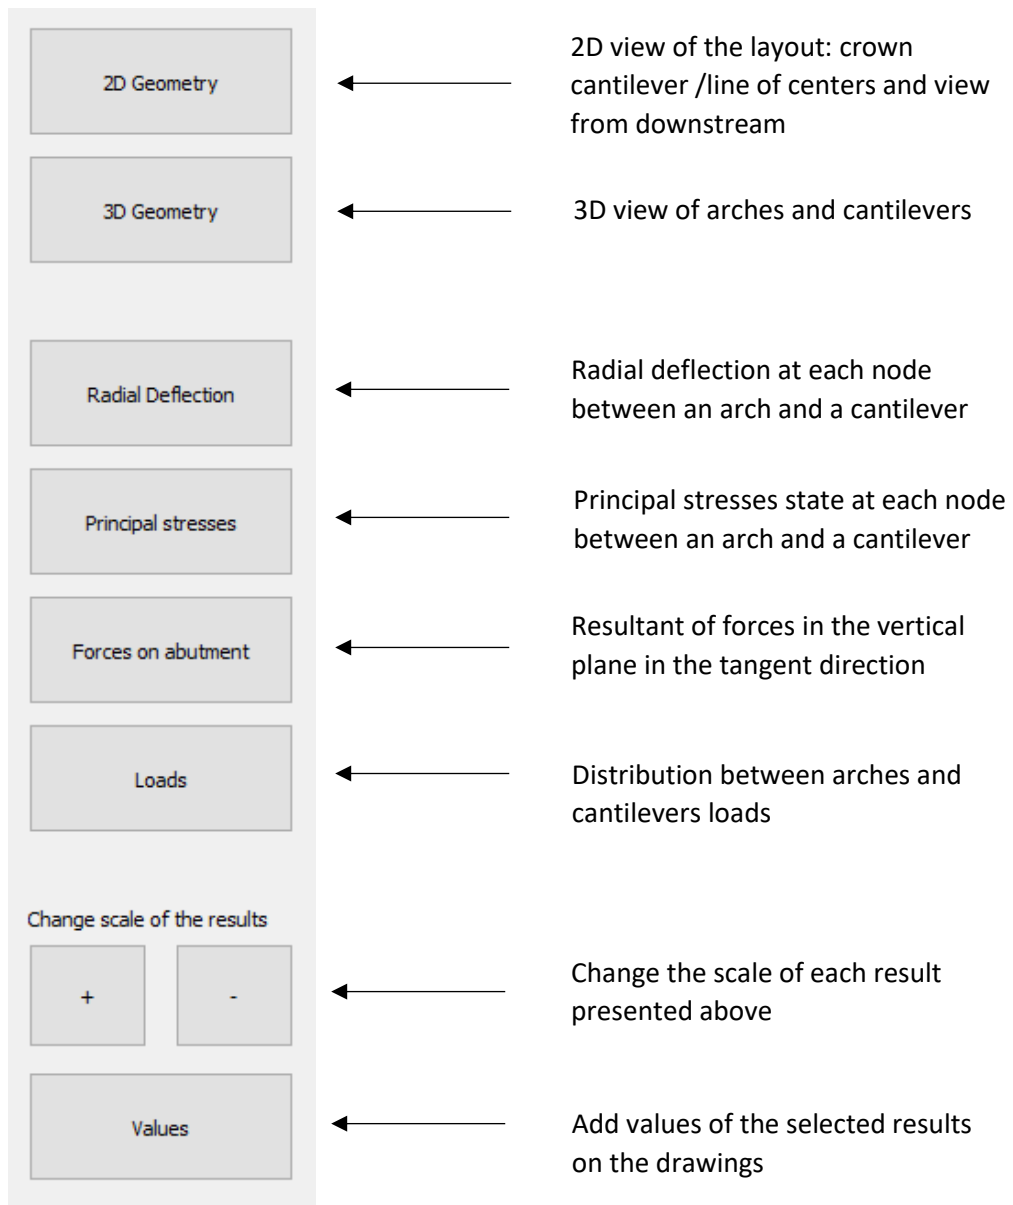 2D Geometry
2D view of the layout: crown
cantilever /line of centers and view
from downstream
3D Geometry
3D view of arches and cantilevers
Radial Deflection
Radial deflection at each node
between an arch and a cantilever
Principal stresses
Principal stresses state at each node
between an arch and a cantilever
Forces on abutment
Resultant of forces in the vertical
plane in the tangent direction
Loads
Distribution between arches and
cantilevers loads
Change scale of the results
+ -
Change the scale of each result
presented above
Values
Add values of the selected results
on the drawings